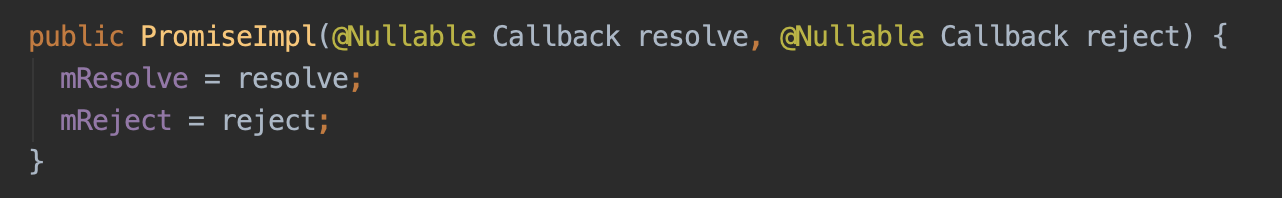 public PromiseImpl(@Nullable Callback resolve, @Nullable Callback reject) {
  mResolve = resolve;
  mReject = reject;
}